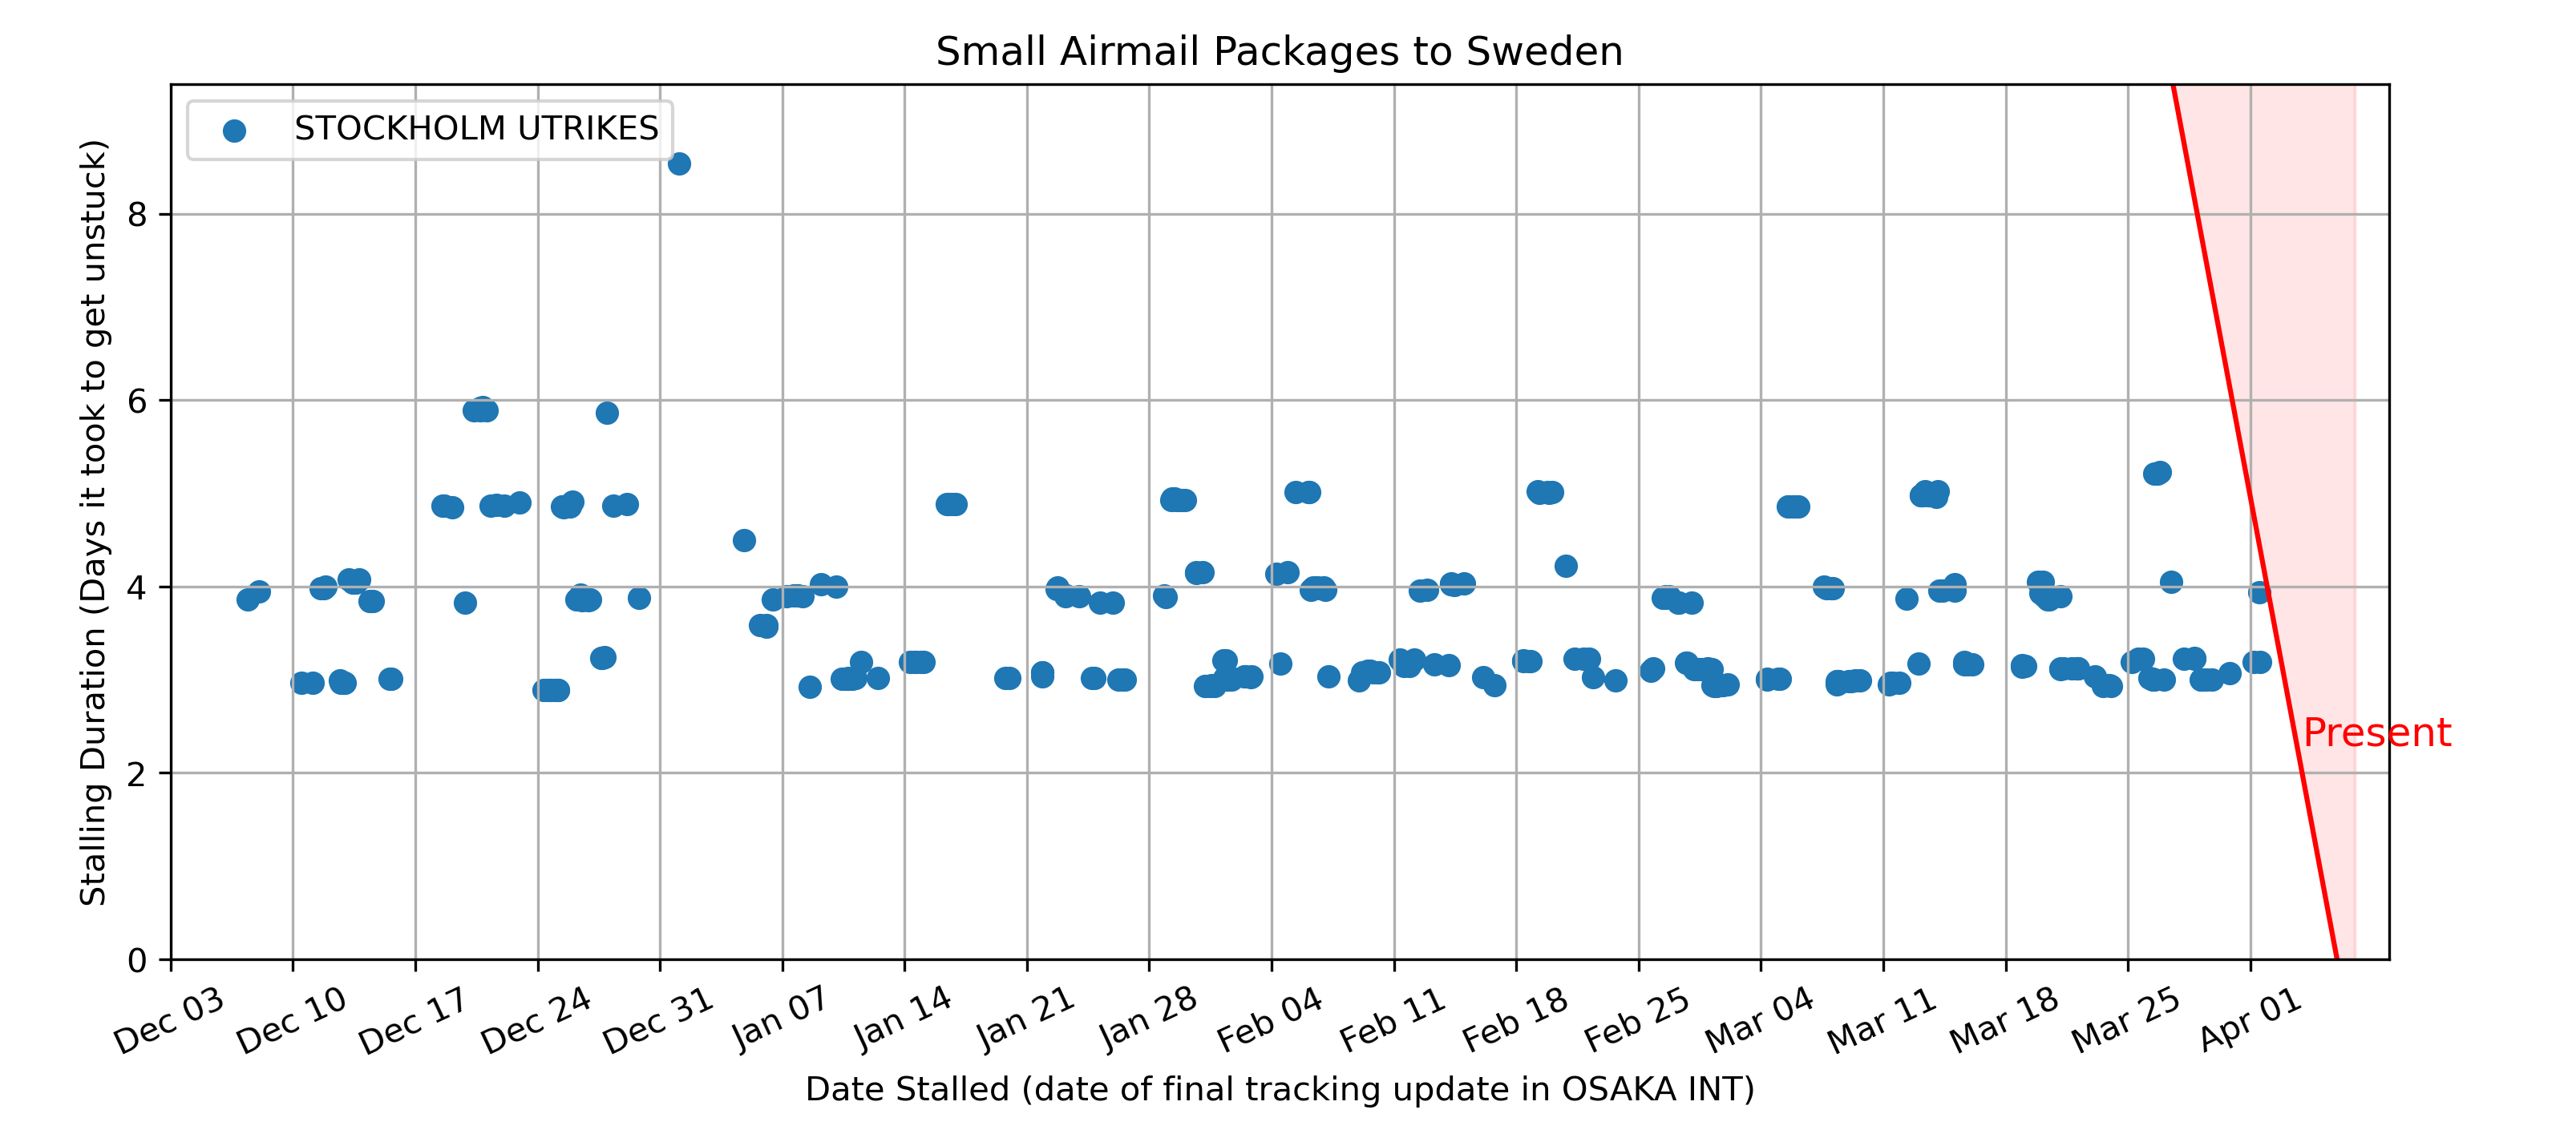 Small Airmail Packages to Sweden
STOCKHOLM UTRIKES
Stalling Duration (Days it took to get unstuck)
8
6
4
2
0
Present
Dec 03
Dec 10
Dec 17
Dec 24
Dec 31
Jan 07
Jan 14
Jan 21
Jan 28
Feb 04
Feb 11
Feb 18
Feb 25
Mar 04
Mar 11
Mar 18
Mar 25
Apr 01
Date Stalled (date of final tracking update in OSAKA INT)